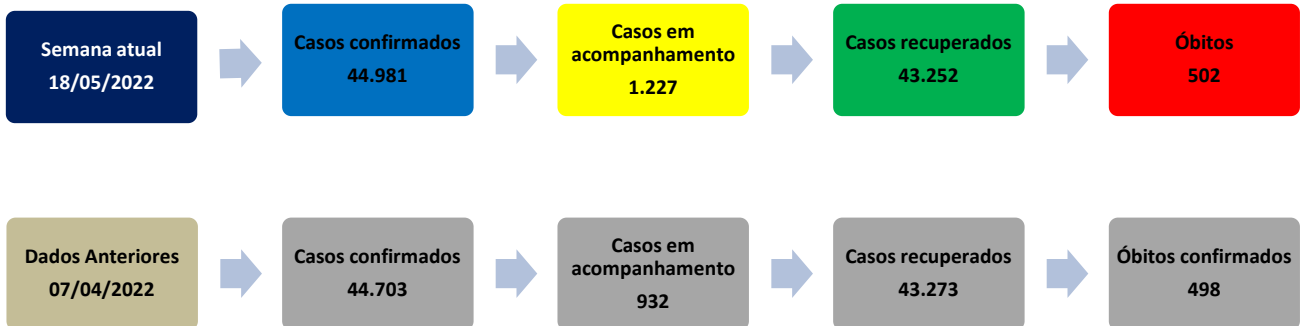 Semana atual
18/05/2022
Casos confirmados
44.981
Casos em
acompanhamento
1.227
Casos recuperados
43.252
Óbitos
502
Dados Anteriores
07/04/2022
Casos confirmados
44.703
Casos em
acompanhamento
932
Casos recuperados
43.273
Óbitos confirmados
498